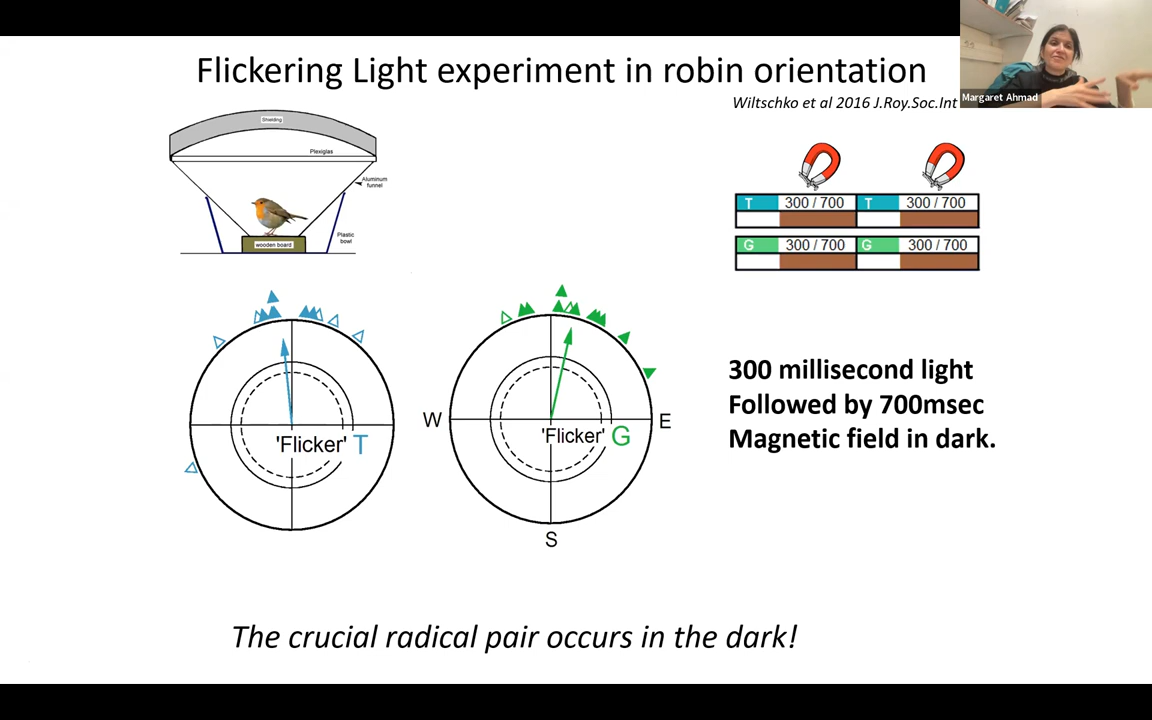 Flickering Light experiment in robin orientation
Wiltschko et al 2016 J.Roy.Soc.Int
Margaret Ahmad
Shielding
Plexiglas
Aluminum
funnel
Plastic
bowl
wooden board
T 300 / 700 T 300 / 700
G 300 / 700 G 300 / 700
'Flicker' T
W 'Flicker' G E
S
300 millisecond light
Followed by 700msec
Magnetic field in dark.
The crucial radical pair occurs in the dark!